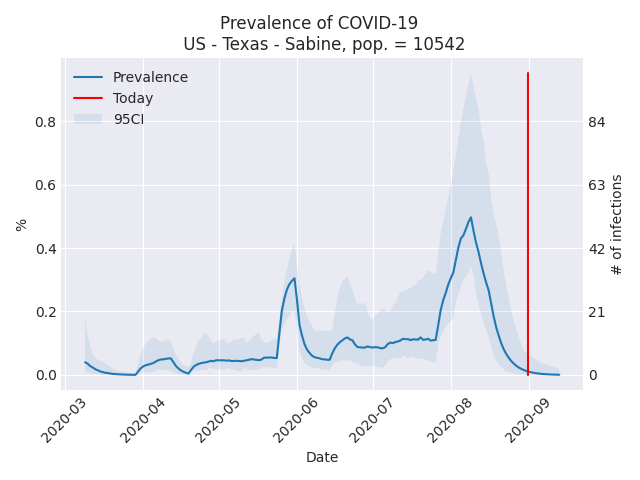 Prevalence of COVID-19
US - Texas - Sabine, pop. = 10542
Prevalence
Today
95CI
0.8
0.6
0.4
0.2
0.0
%
84
63
42
21
0
# of infections
2020-03
2020-04
2020-05
2020-06
2020-07
2020-08
2020-09
Date